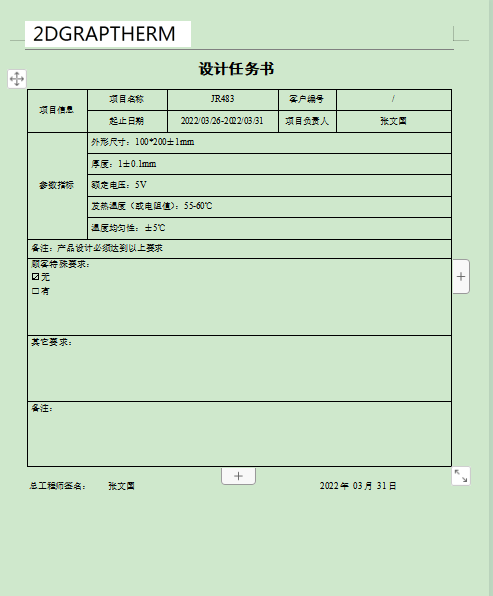 2DGRAPTHERM
设计任务书
项目信息 项目名称 JR483 客户编号 /
起止日期 2022/03/26-2022/03/31 项目负责人 张文国
参数指标
外形尺寸：100*200±1mm
厚度：1±0.1mm
额定电压：5V
发热温度（或电阻值）：55-60℃
温度均匀性：±5℃
备注：产品设计必须达到以上要求
顾客特殊要求：
☑无
□有
其它要求：
备注：
总工程师签名： 张文国 2022 年 03 月 31 日